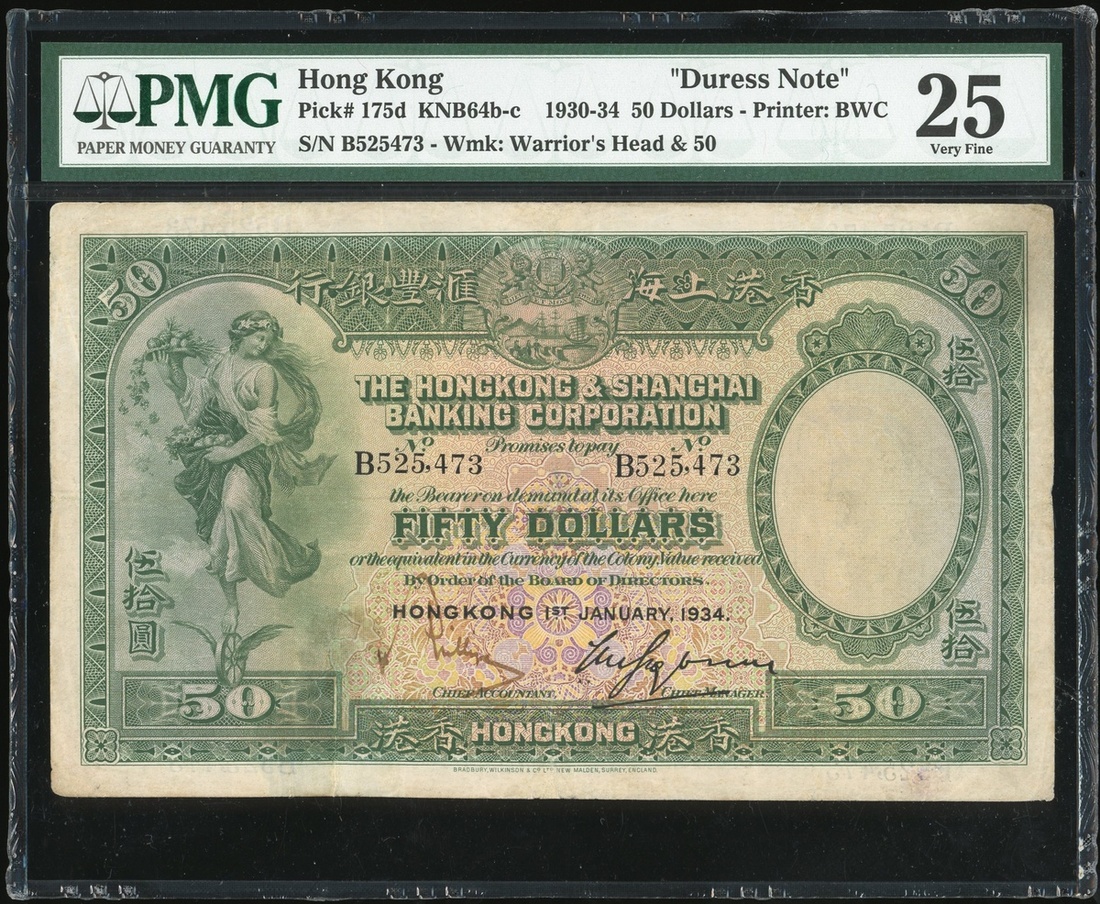 PMG
PAPER MONEY GUARANTY
Hong Kong "Duress Note"
Pick# 175d KNB64b-c 1930-34 50 Dollars - Printer: BWC
S/N B525473 - Wmk: Warrior's Head & 50
25
Very Fine
50 50
行銀豐滙 海上港香
THE HONGKONG & SHANGHAI
BANKING CORPORATION
No Promises to pay No
B525,473 B525,473
the Bearer on demand at its Office here
FIFTY DOLLARS
or the equivalent in the Currency of the Colony, Value received
By Order of the BOARD OF DIRECTORS.
HONGKONG 1ST JANUARY, 1934.
CHIEF ACCOUNTANT. CHIEF MANAGER
伍拾
伍拾圓
伍拾
50 50
港香 HONGKONG 港香
BRADBURY, WILKINSON & Co LTD NEW MALDEN, SURREY, ENGLAND.